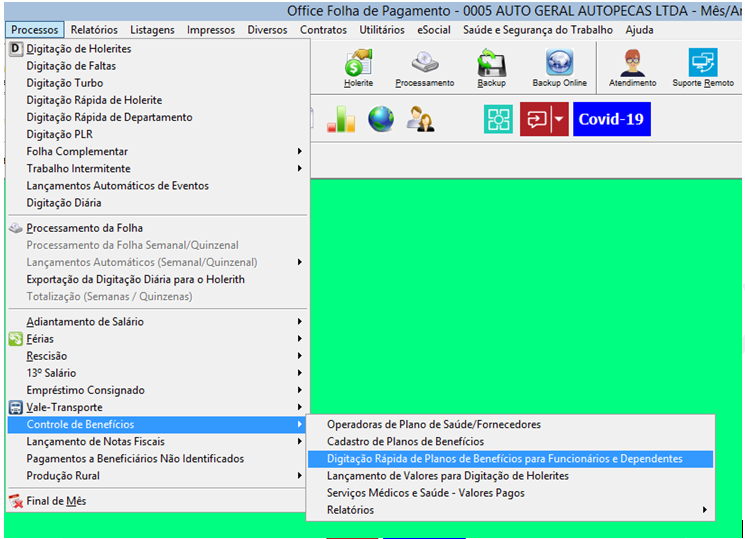 Office Folha de Pagamento - 0005 AUTO GERAL AUTOPECAS LTDA - Mês/An
Processos Relatórios Listagens Impressos Diversos Contratos Utilitários eSocial Saúde e Segurança do Trabalho Ajuda
Holerite Processamento Backup Backup Online Atendimento Suporte Remoto
Covid-19
D Digitação de Holerites
Digitação de Faltas
Digitação Turbo
Digitação Rápida de Holerite
Digitação Rápida de Departamento
Digitação PLR
Folha Complementar
Trabalho Intermitente
Lançamentos Automáticos de Eventos
Digitação Diária
Processamento da Folha
Processamento da Folha Semanal/Quinzenal
Lançamentos Automáticos (Semanal/Quinzenal)
Exportação da Digitação Diária para o Holerith
Totalização (Semanas / Quinzenas)
Adiantamento de Salário
Férias
Rescisão
13º Salário
Empréstimo Consignado
Vale-Transporte
Controle de Benefícios
Lançamento de Notas Fiscais
Pagamentos a Beneficiários Não Identificados
Produção Rural
Final de Mês
Operadoras de Plano de Saúde/Fornecedores
Cadastro de Planos de Benefícios
Digitação Rápida de Planos de Benefícios para Funcionários e Dependentes
Lançamento de Valores para Digitação de Holerites
Serviços Médicos e Saúde - Valores Pagos
Relatórios